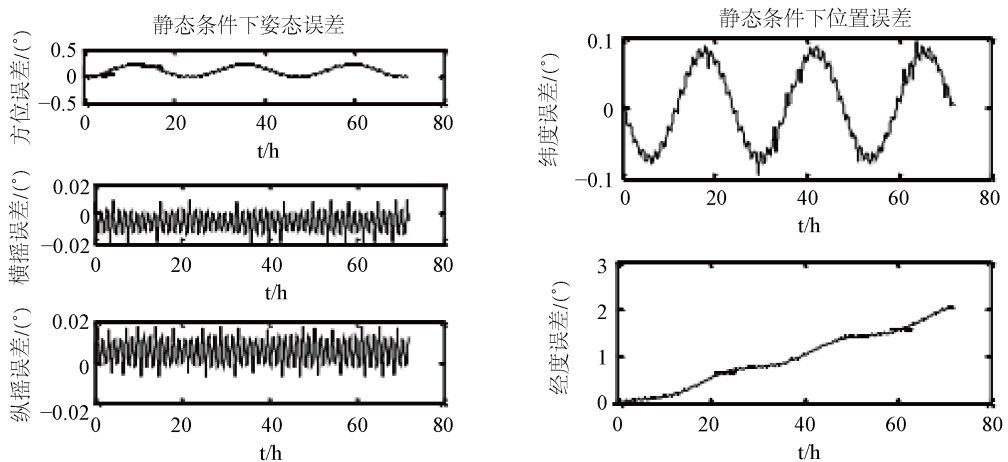 静态条件下姿态误差
方位误差/(°)
0.5
0
−0.5
0 20 40 60 80
t/h
横摇误差/(°)
0.02
0
−0.02
0 20 40 60 80
t/h
纵摇误差/(°)
0.02
0
−0.02
0 20 40 60 80
t/h
静态条件下位置误差
纬度误差/(°)
0.1
0
−0.1
0 20 40 60 80
t/h
经度误差/(°)
3
2
1
0
0 20 40 60 80
t/h